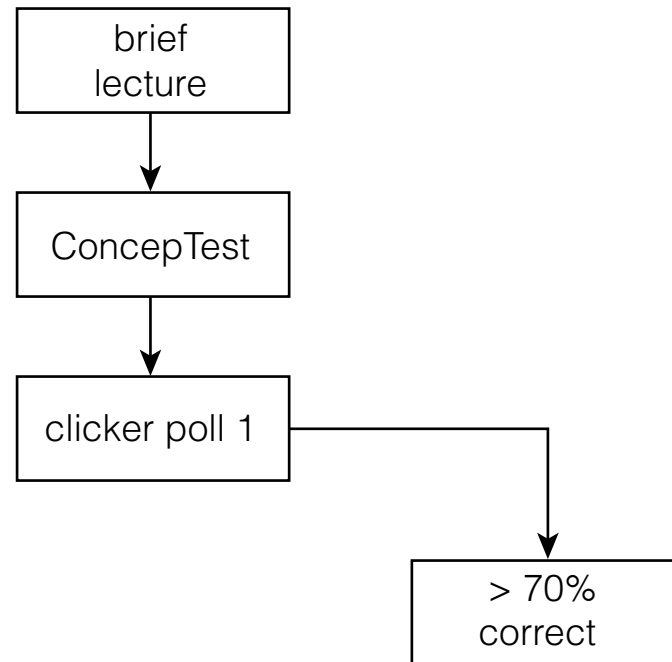 brief
lecture
ConcepTest
clicker poll 1
> 70%
correct